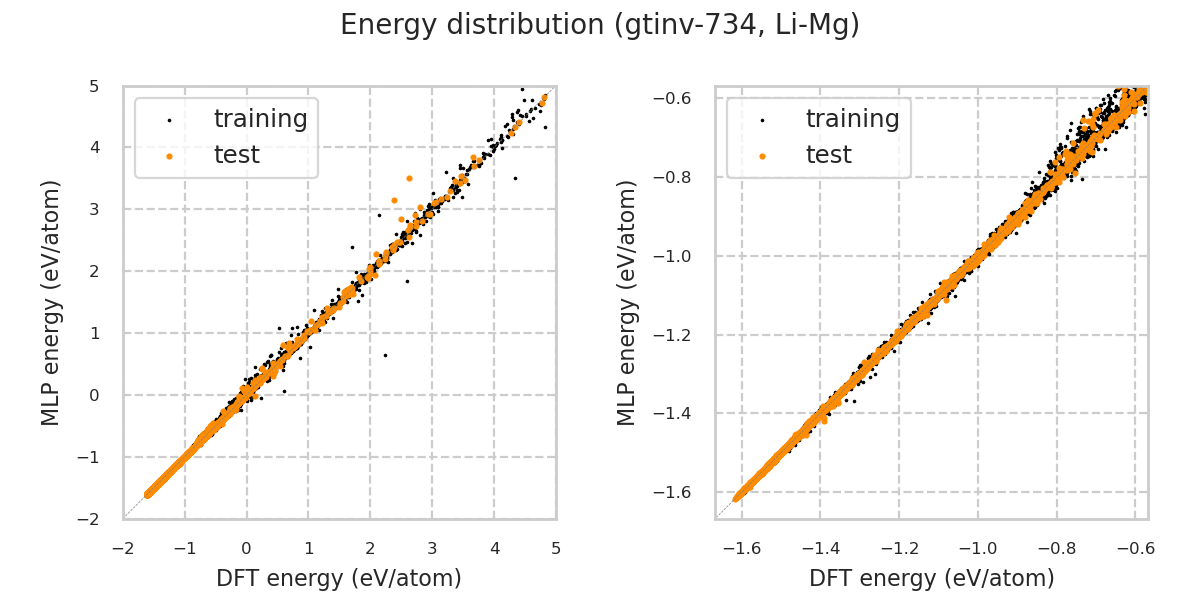 Energy distribution (gtinv-734, Li-Mg)
5
4
3
2
1
0
−1
−2
MLP energy (eV/atom)
training
test
−2 −1 0 1 2 3 4 5
DFT energy (eV/atom)
−0.6
−0.8
−1.0
−1.2
−1.4
−1.6
MLP energy (eV/atom)
training
test
−1.6 −1.4 −1.2 −1.0 −0.8 −0.6
DFT energy (eV/atom)